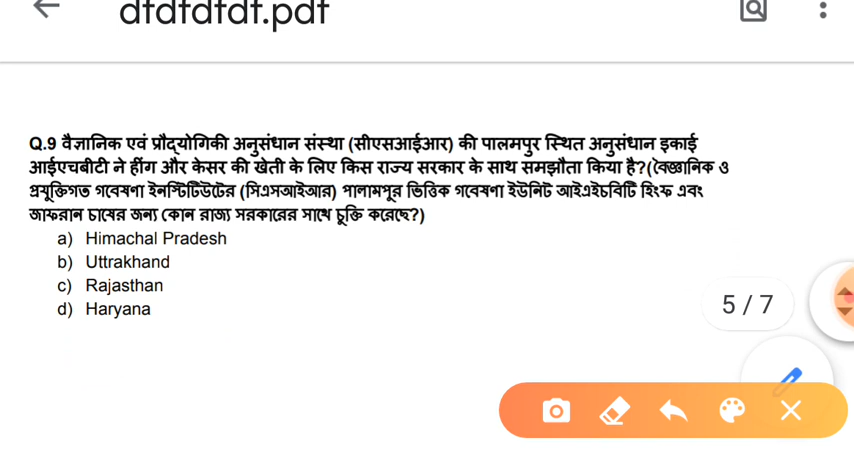 dfdfdfdf.pdf
Q.9 वैज्ञानिक एवं प्रौद्योगिकी अनुसंधान संस्था (सीएसआईआर) की पालमपुर स्थित अनुसंधान इकाई
आईएचबीटी ने हींग और केसर की खेती के लिए किस राज्य सरकार के साथ समझौता किया है?(বৈজ্ঞানিক ও
প্রযুক্তিগত গবেষণা ইনস্টিটিউটের (সিএসআইআর) পালামপুর ভিত্তিক গবেষণা ইউনিট আইএইচবিটি হিংফ এবং
জাফরান চাষের জন্য কোন রাজ্য সরকারের সাথে চুক্তি করেছে?)
a) Himachal Pradesh
b) Uttrakhand
c) Rajasthan
d) Haryana
5 / 7